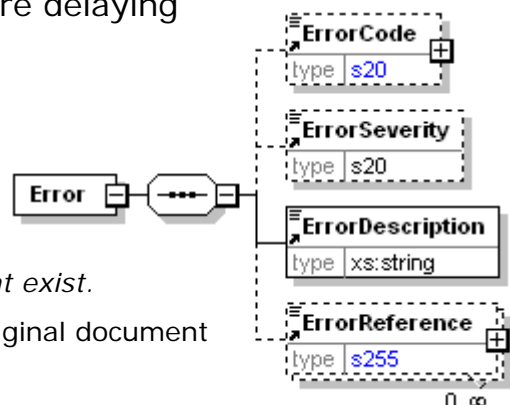 re delaying
ErrorCode
type s20
ErrorSeverity
type s20
Error
ErrorDescription
type xs:string
t exist.
ginal document
ErrorReference
type s255
0..∞